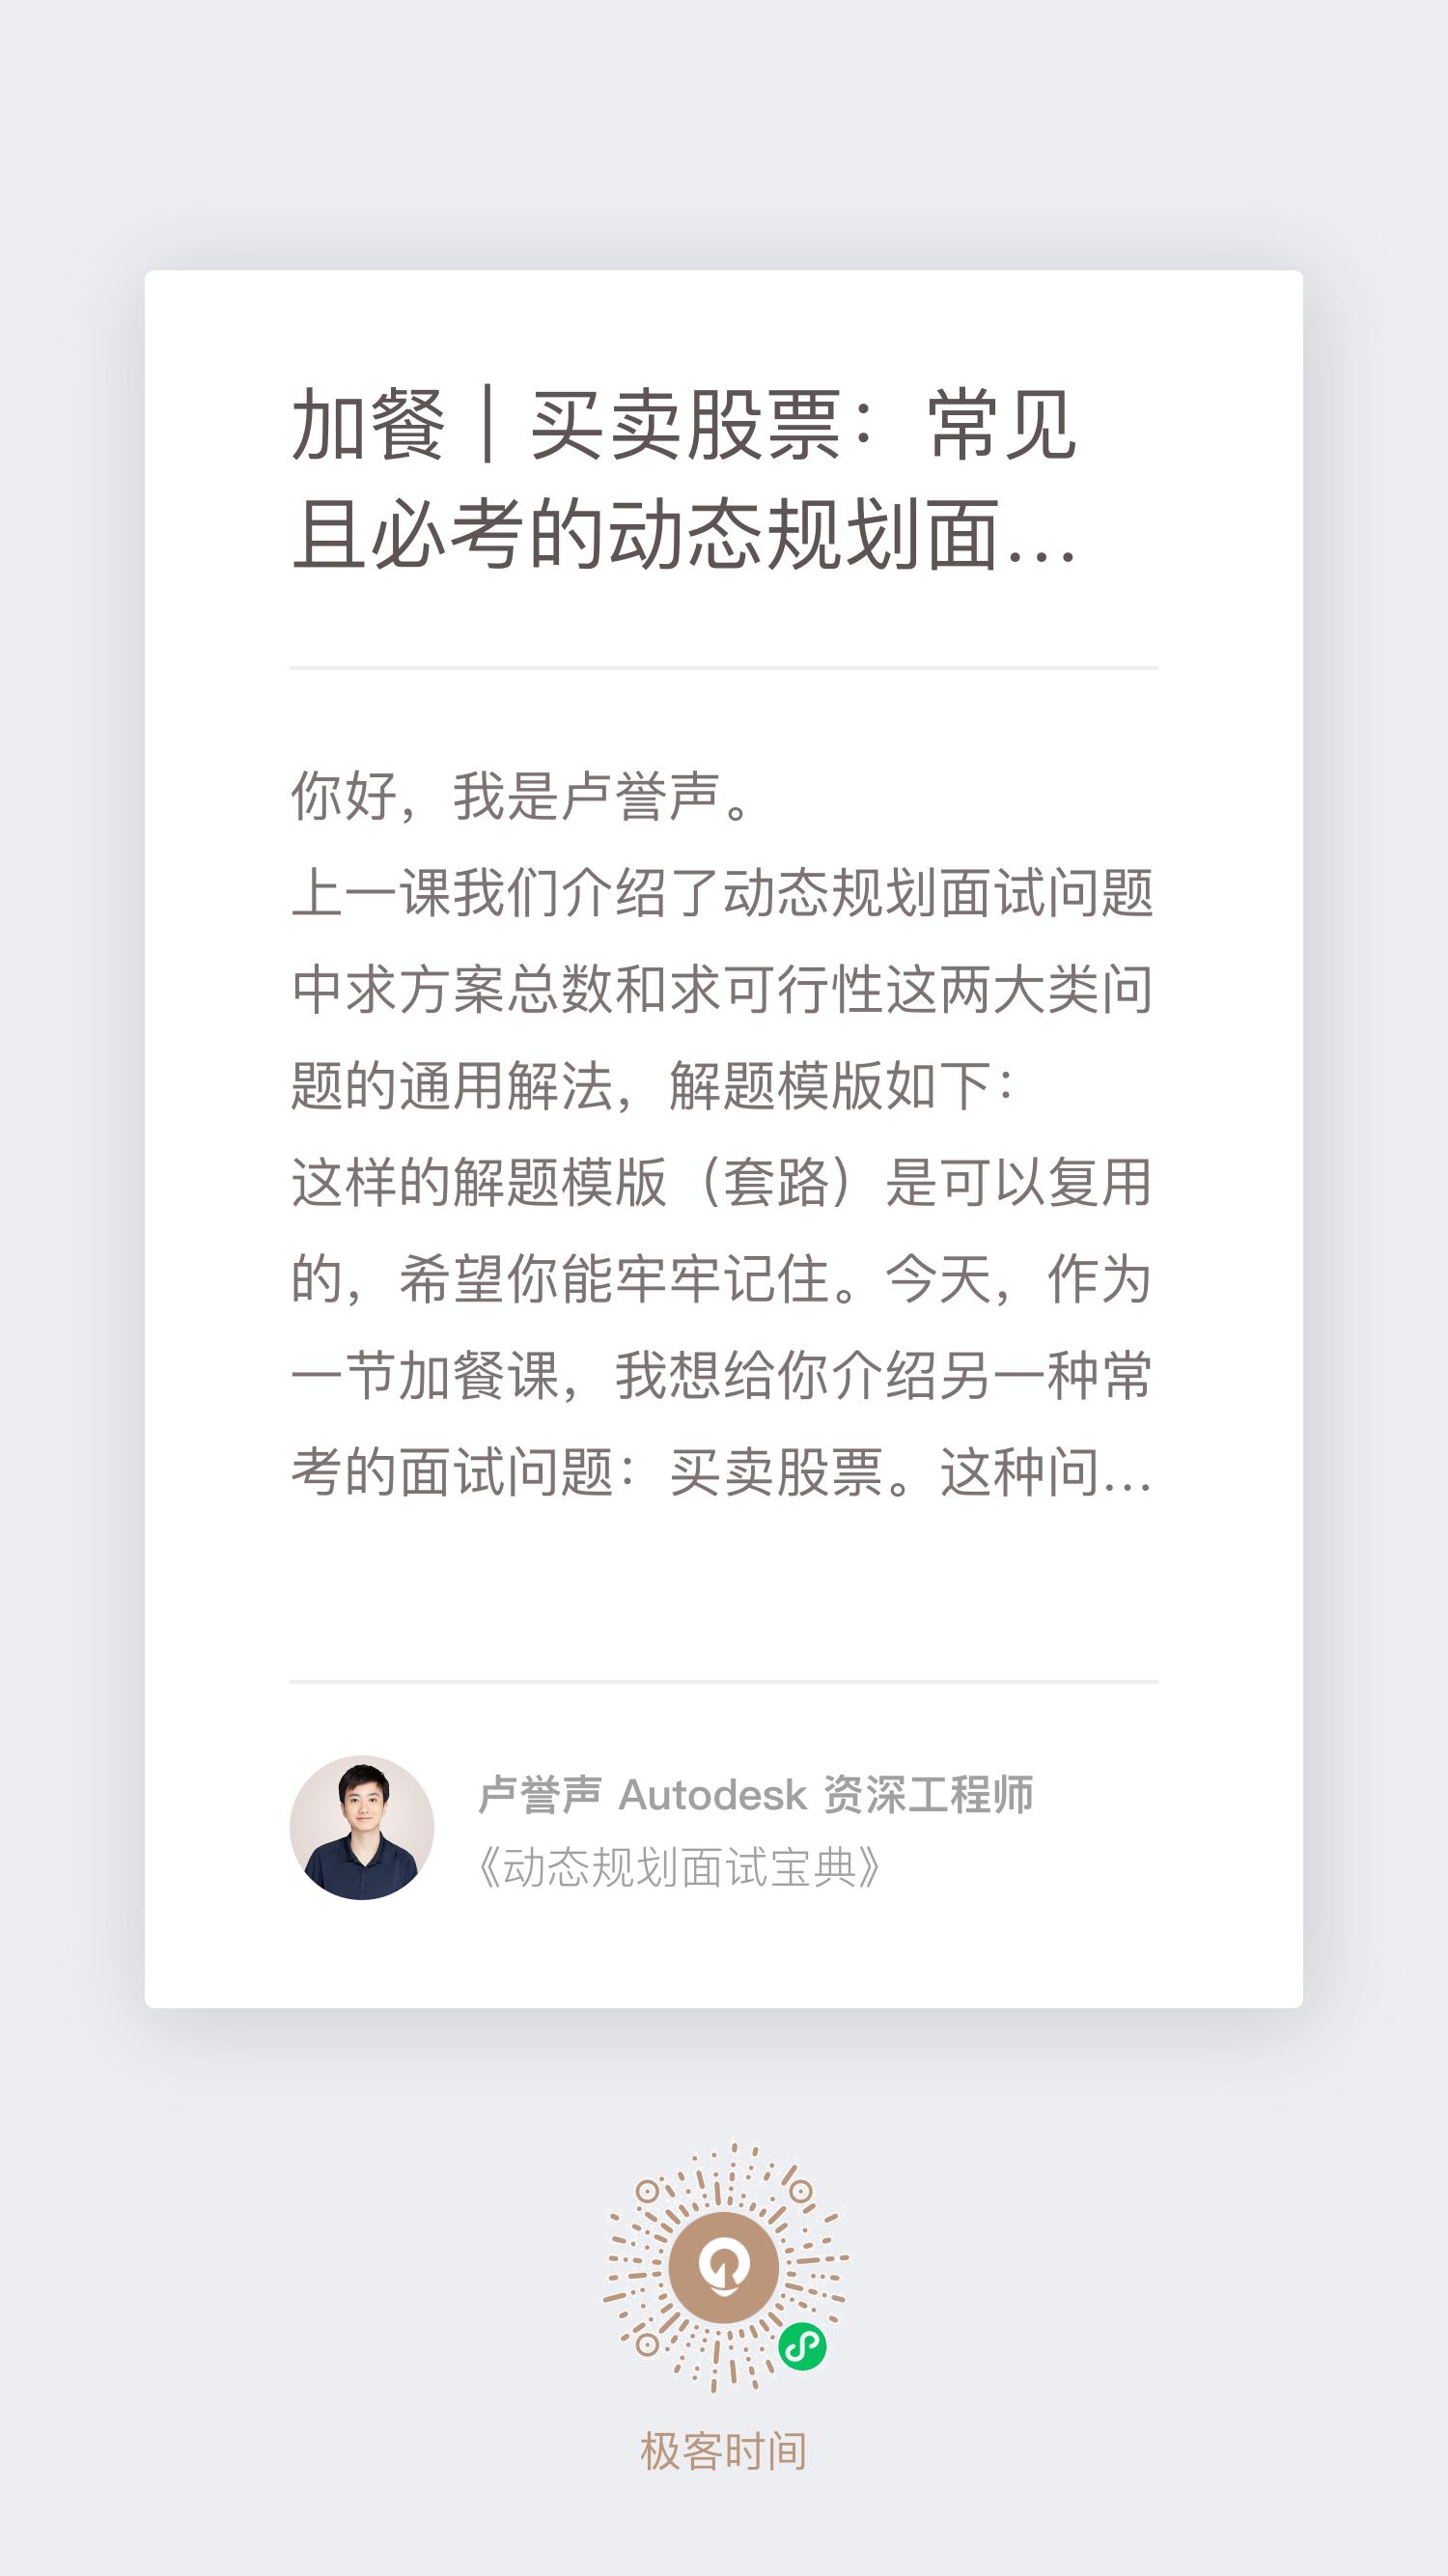 加餐｜买卖股票：常见
且必考的动态规划面...
你好，我是卢誉声。
上一课我们介绍了动态规划面试问题
中求方案总数和求可行性这两大类问
题的通用解法，解题模版如下：
这样的解题模版（套路）是可以复用
的，希望你能牢牢记住。今天，作为
一节加餐课，我想给你介绍另一种常
考的面试问题：买卖股票。这种问...
卢誉声 Autodesk 资深工程师
《动态规划面试宝典》
极客时间